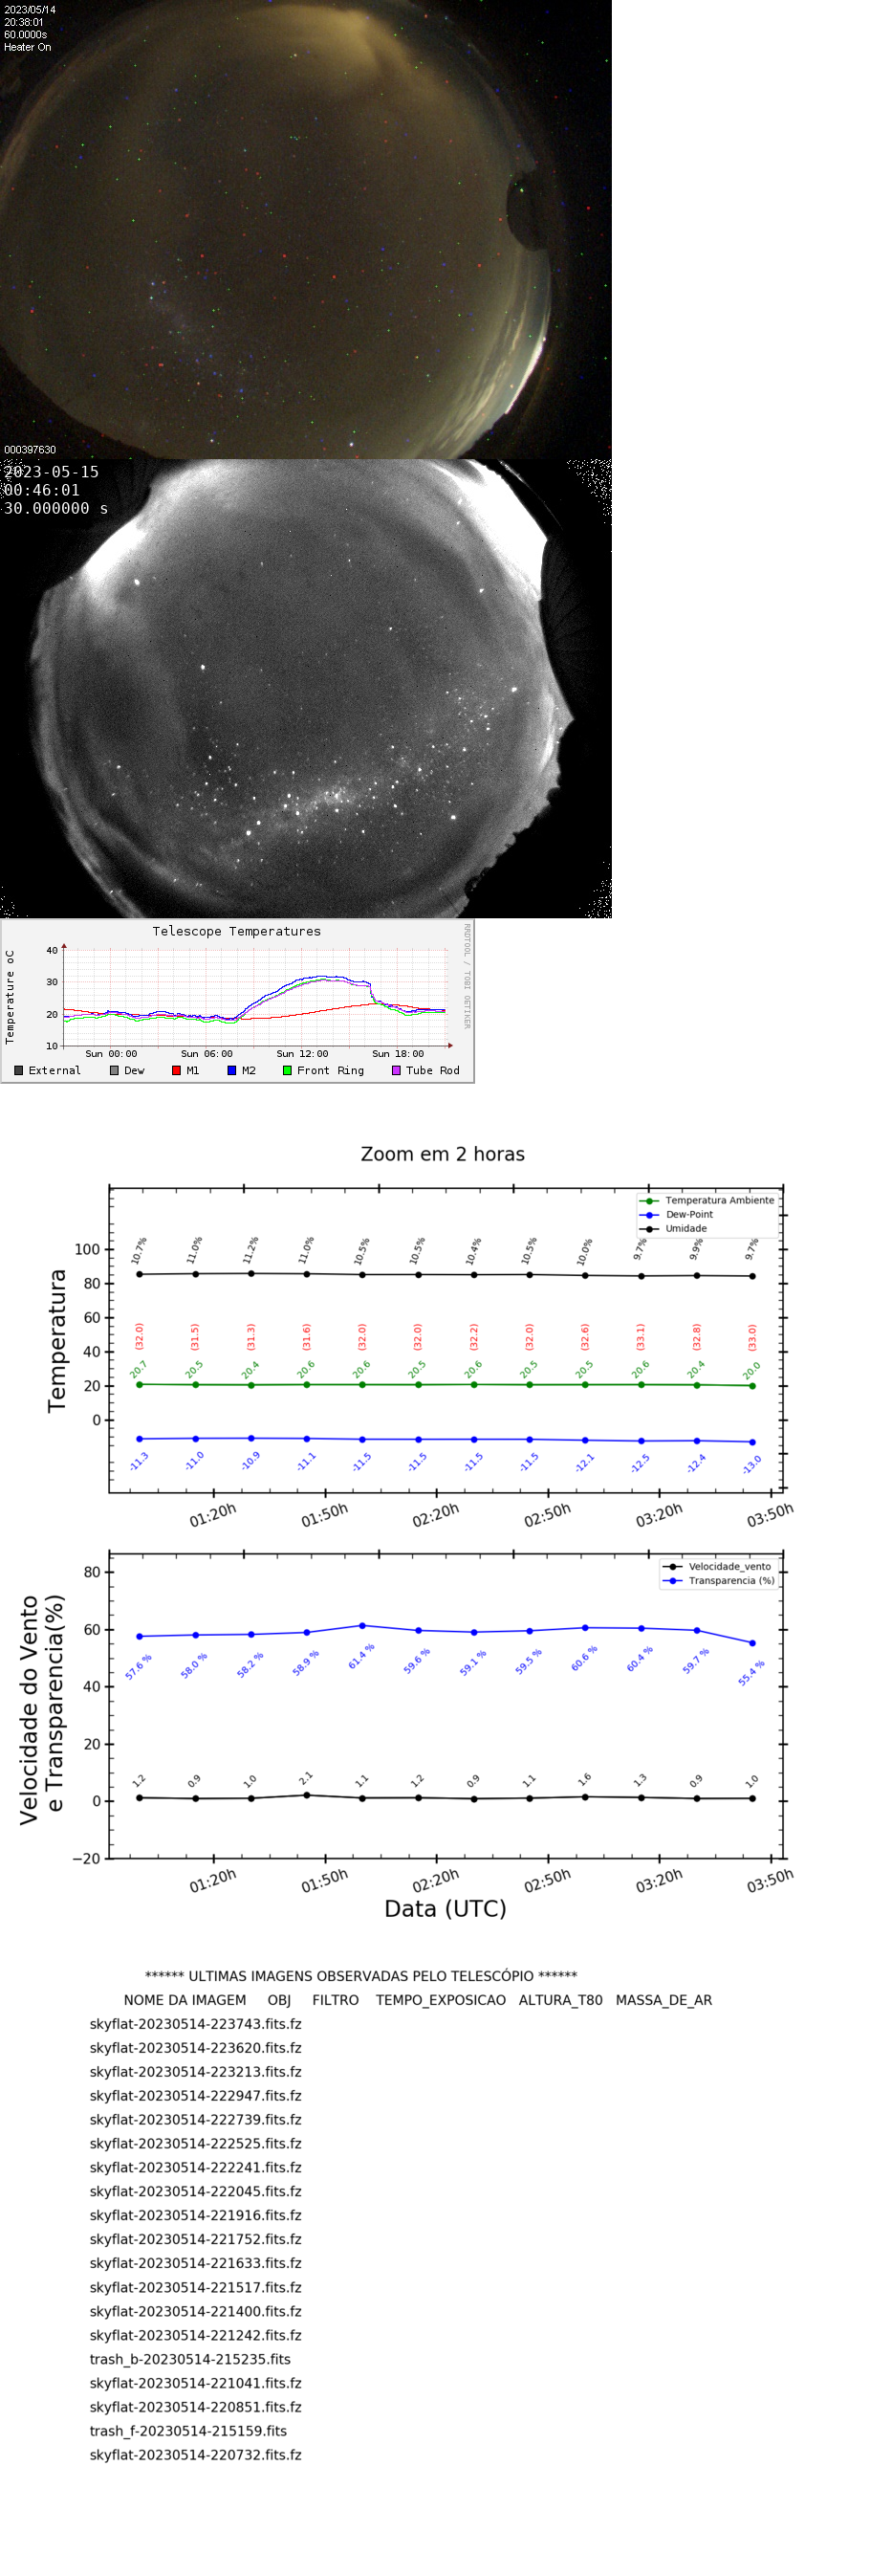 2023/05/14
20:38:01
60.0000s
Heater On
000397630
2023-05-15
00:46:01
30.000000 s
Telescope Temperatures
RRDTOOL / TOBI OETIKER
Temperature oC
40
30
20
10
Sun 00:00 Sun 06:00 Sun 12:00 Sun 18:00
External Dew M1 M2 Front Ring Tube Rod
Zoom em 2 horas
Temperatura
Temperatura Ambiente
Dew-Point
Umidade
100
80
60
40
20
0
10.7% 11.0% 11.2% 11.0% 10.5% 10.5% 10.4% 10.5% 10.0% 9.7% 9.9% 9.7%
(32.0) (31.5) (31.3) (31.6) (32.0) (32.0) (32.2) (32.0) (32.6) (33.1) (32.8) (33.0)
20.7 20.5 20.4 20.6 20.6 20.5 20.6 20.5 20.5 20.6 20.4 20.0
-11.3 -11.0 -10.9 -11.1 -11.5 -11.5 -11.5 -11.5 -12.1 -12.5 -12.4 -13.0
01:20h 01:50h 02:20h 02:50h 03:20h 03:50h
Velocidade do Vento
e Transparencia(%)
Velocidade_vento
Transparencia (%)
80
60
40
20
0
−20
57.6 % 58.0 % 58.2 % 58.9 % 61.4 % 59.6 % 59.1 % 59.5 % 60.6 % 60.4 % 59.7 % 55.4 %
1.2 0.9 1.0 2.1 1.1 1.2 0.9 1.1 1.6 1.3 0.9 1.0
01:20h 01:50h 02:20h 02:50h 03:20h 03:50h
Data (UTC)
****** ULTIMAS IMAGENS OBSERVADAS PELO TELESCÓPIO ******
NOME DA IMAGEM OBJ FILTRO TEMPO_EXPOSICAO ALTURA_T80 MASSA_DE_AR
skyflat-20230514-223743.fits.fz
skyflat-20230514-223620.fits.fz
skyflat-20230514-223213.fits.fz
skyflat-20230514-222947.fits.fz
skyflat-20230514-222739.fits.fz
skyflat-20230514-222525.fits.fz
skyflat-20230514-222241.fits.fz
skyflat-20230514-222045.fits.fz
skyflat-20230514-221916.fits.fz
skyflat-20230514-221752.fits.fz
skyflat-20230514-221633.fits.fz
skyflat-20230514-221517.fits.fz
skyflat-20230514-221400.fits.fz
skyflat-20230514-221242.fits.fz
trash_b-20230514-215235.fits
skyflat-20230514-221041.fits.fz
skyflat-20230514-220851.fits.fz
trash_f-20230514-215159.fits
skyflat-20230514-220732.fits.fz